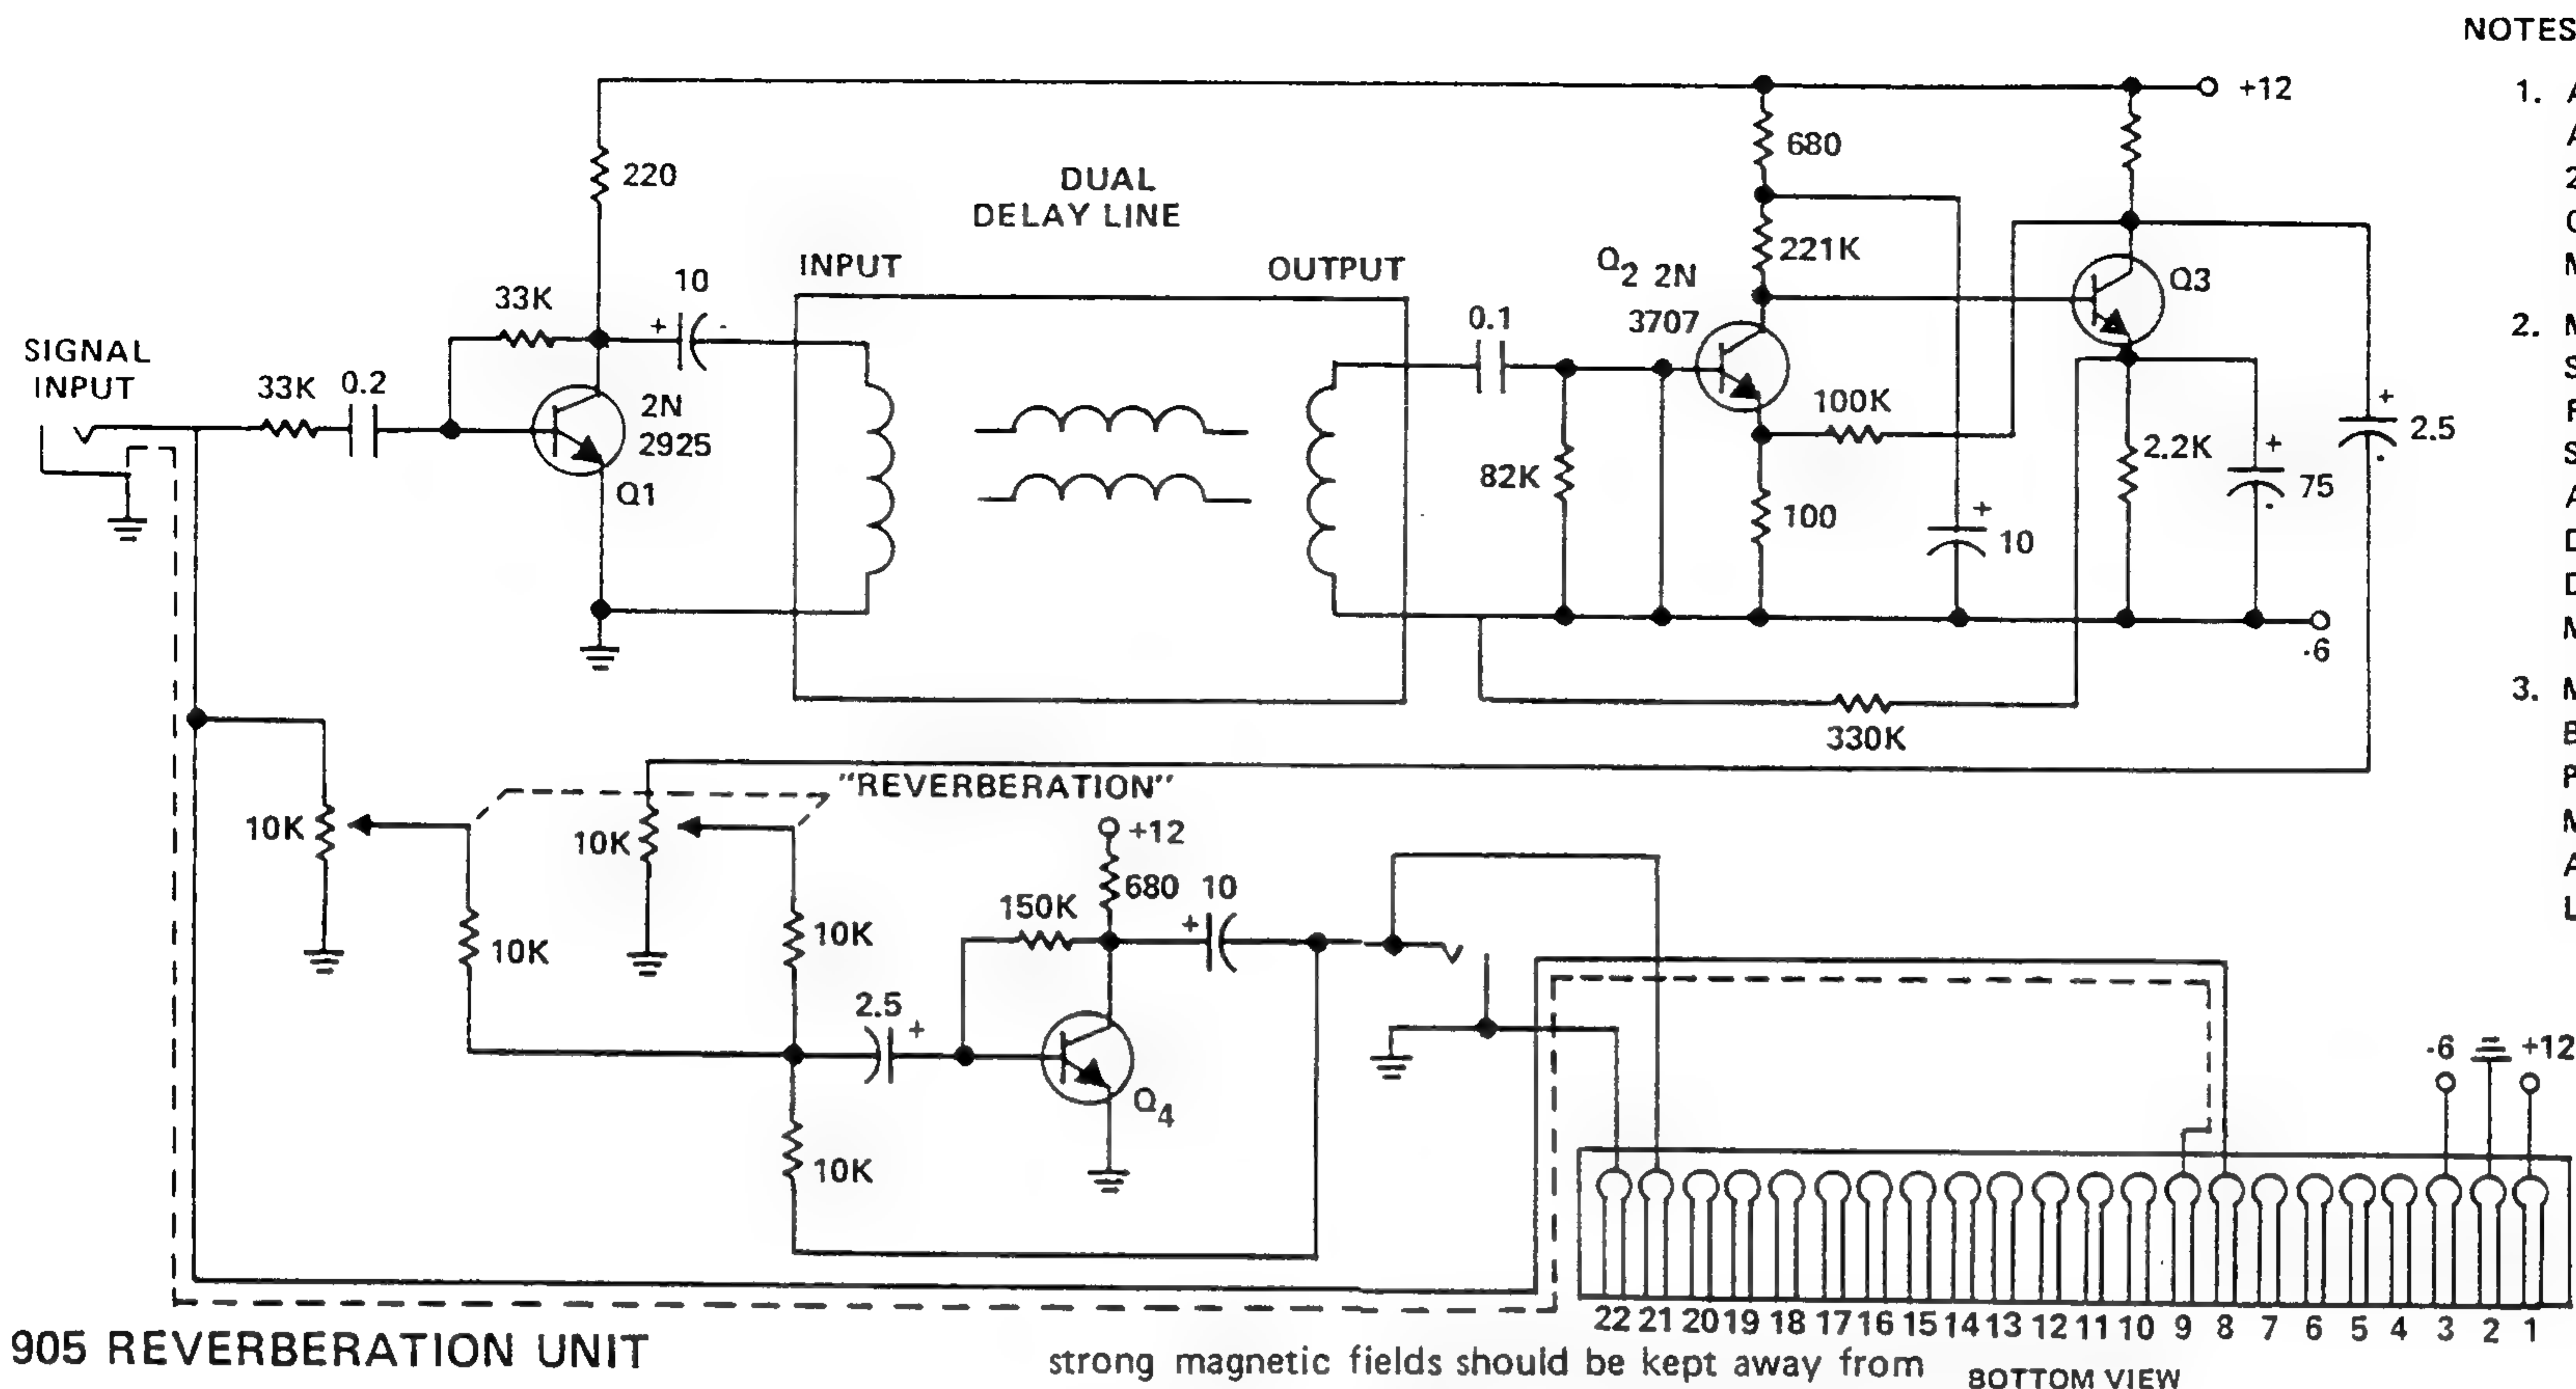 NOTES
1. A
A
2
+12
680
220
DUAL
DELAY LINE
INPUT
OUTPUT
221K
Q2 2N
3707
Q3
33K
10
+
-
0.1
SIGNAL
INPUT
33K
0.2
2N
2925
Q1
100K
82K
100
+
10
2.2K
+
75
+
2.5
-6
2. M
S
S
A
D
D
M
330K
3. M
B
P
M
A
L
"REVERBERATION"
10K
10K
+12
680
10
150K
+
10K
10K
2.5
+
Q4
10K
-6
+12
22 21 20 19 18 17 16 15 14 13 12 11 10 9 8 7 6 5 4 3 2 1
905 REVERBERATION UNIT
strong magnetic fields should be kept away from
BOTTOM VIEW